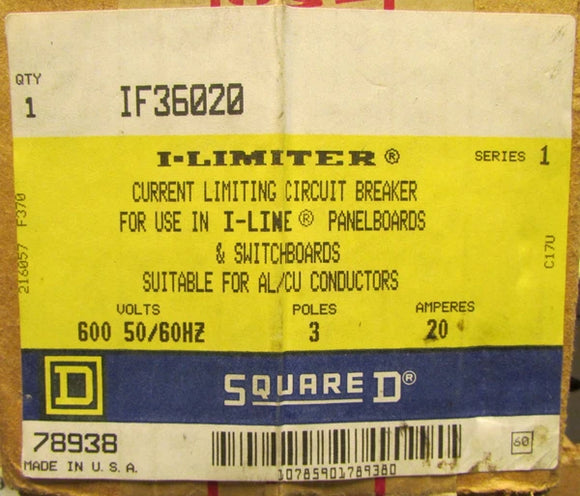 QTY
1
IF36020
I-LIMITER ®
SERIES 1
CURRENT LIMITING CIRCUIT BREAKER
FOR USE IN I-LINE ® PANELBOARDS
& SWITCHBOARDS
SUITABLE FOR AL/CU CONDUCTORS
216057 F370
C17U
VOLTS POLES AMPERES
600 50/60HZ 3 20
D SQUARE D®
78938
MADE IN U.S.A.
10785901789380
60